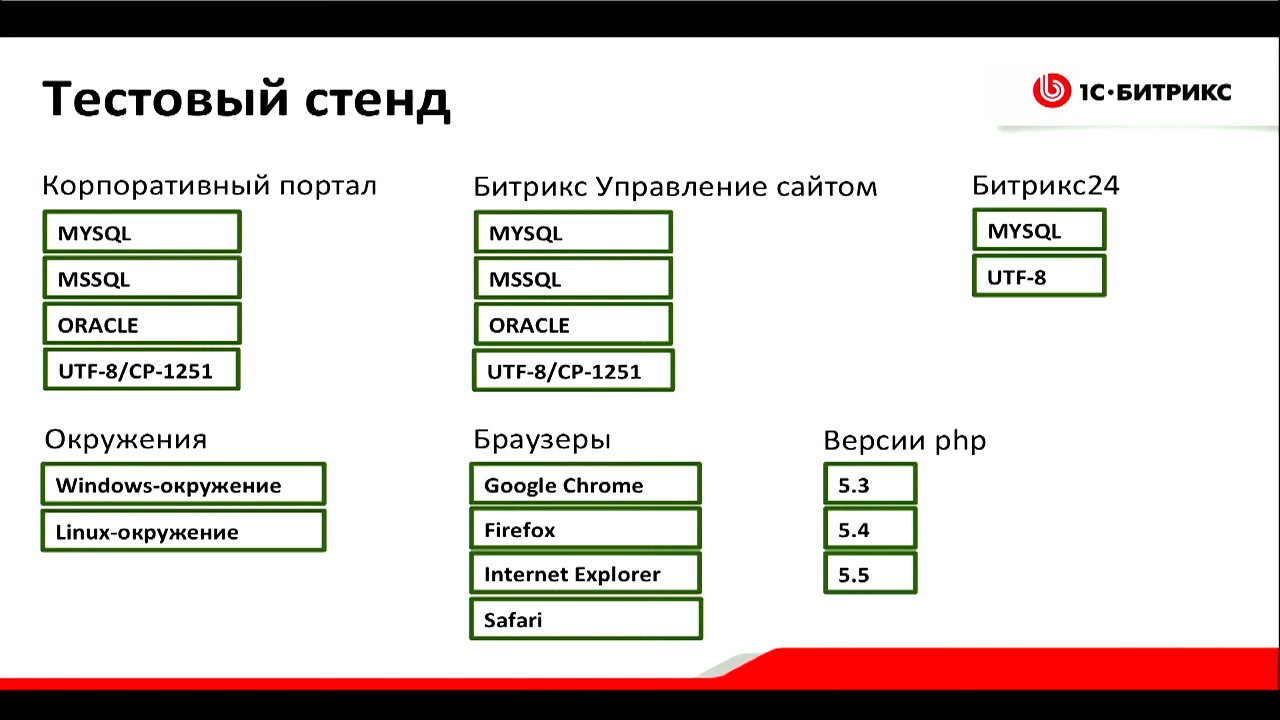 Тестовый стенд
1С·БИТРИКС
Корпоративный портал
MYSQL
MSSQL
ORACLE
UTF-8/CP-1251
Битрикс Управление сайтом
MYSQL
MSSQL
ORACLE
UTF-8/CP-1251
Битрикс24
MYSQL
UTF-8
Окружения
Windows-окружение
Linux-окружение
Браузеры
Google Chrome
Firefox
Internet Explorer
Safari
Версии php
5.3
5.4
5.5